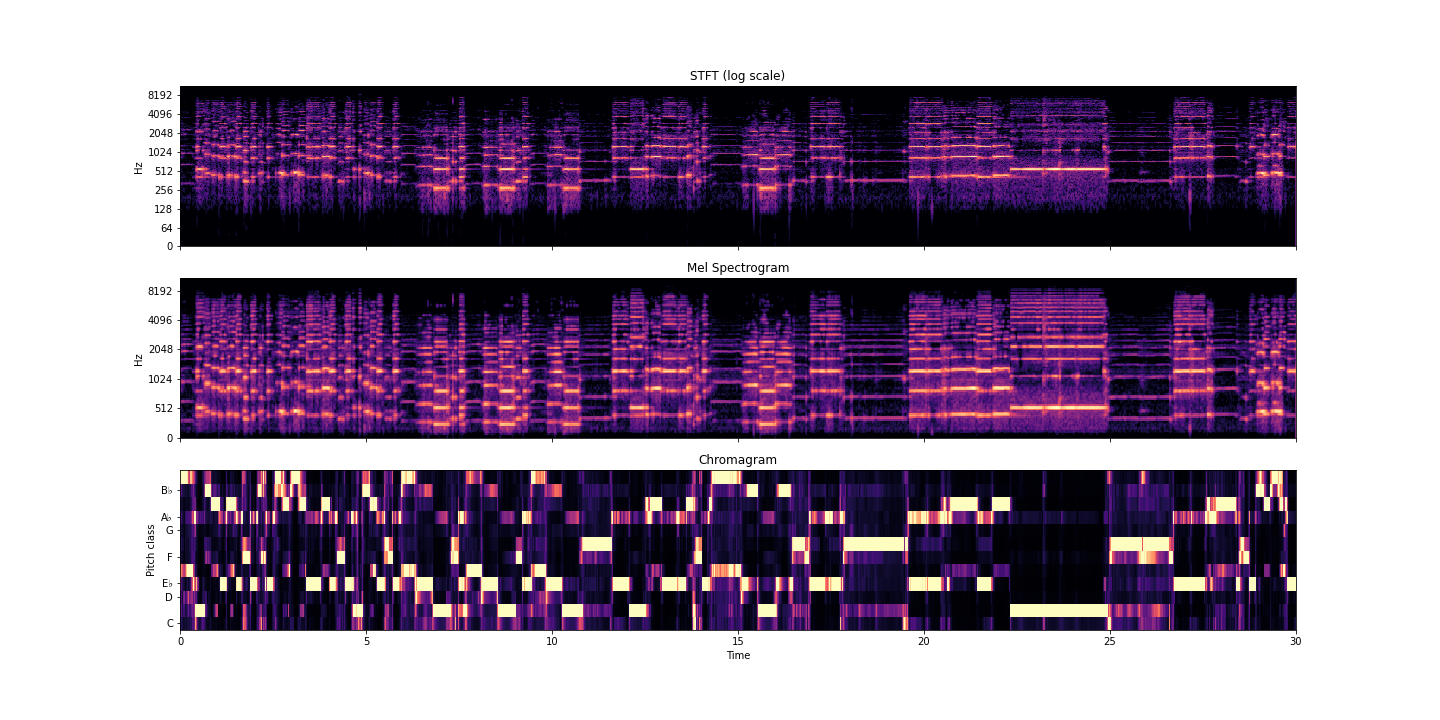 STFT (log scale)
8192
4096
2048
1024
512
256
128
64
0
Hz
Mel Spectrogram
8192
4096
2048
1024
512
0
Hz
Chromagram
B♭
A♭
G
F
E♭
D
C
Pitch class
0 5 10 15 20 25 30
Time